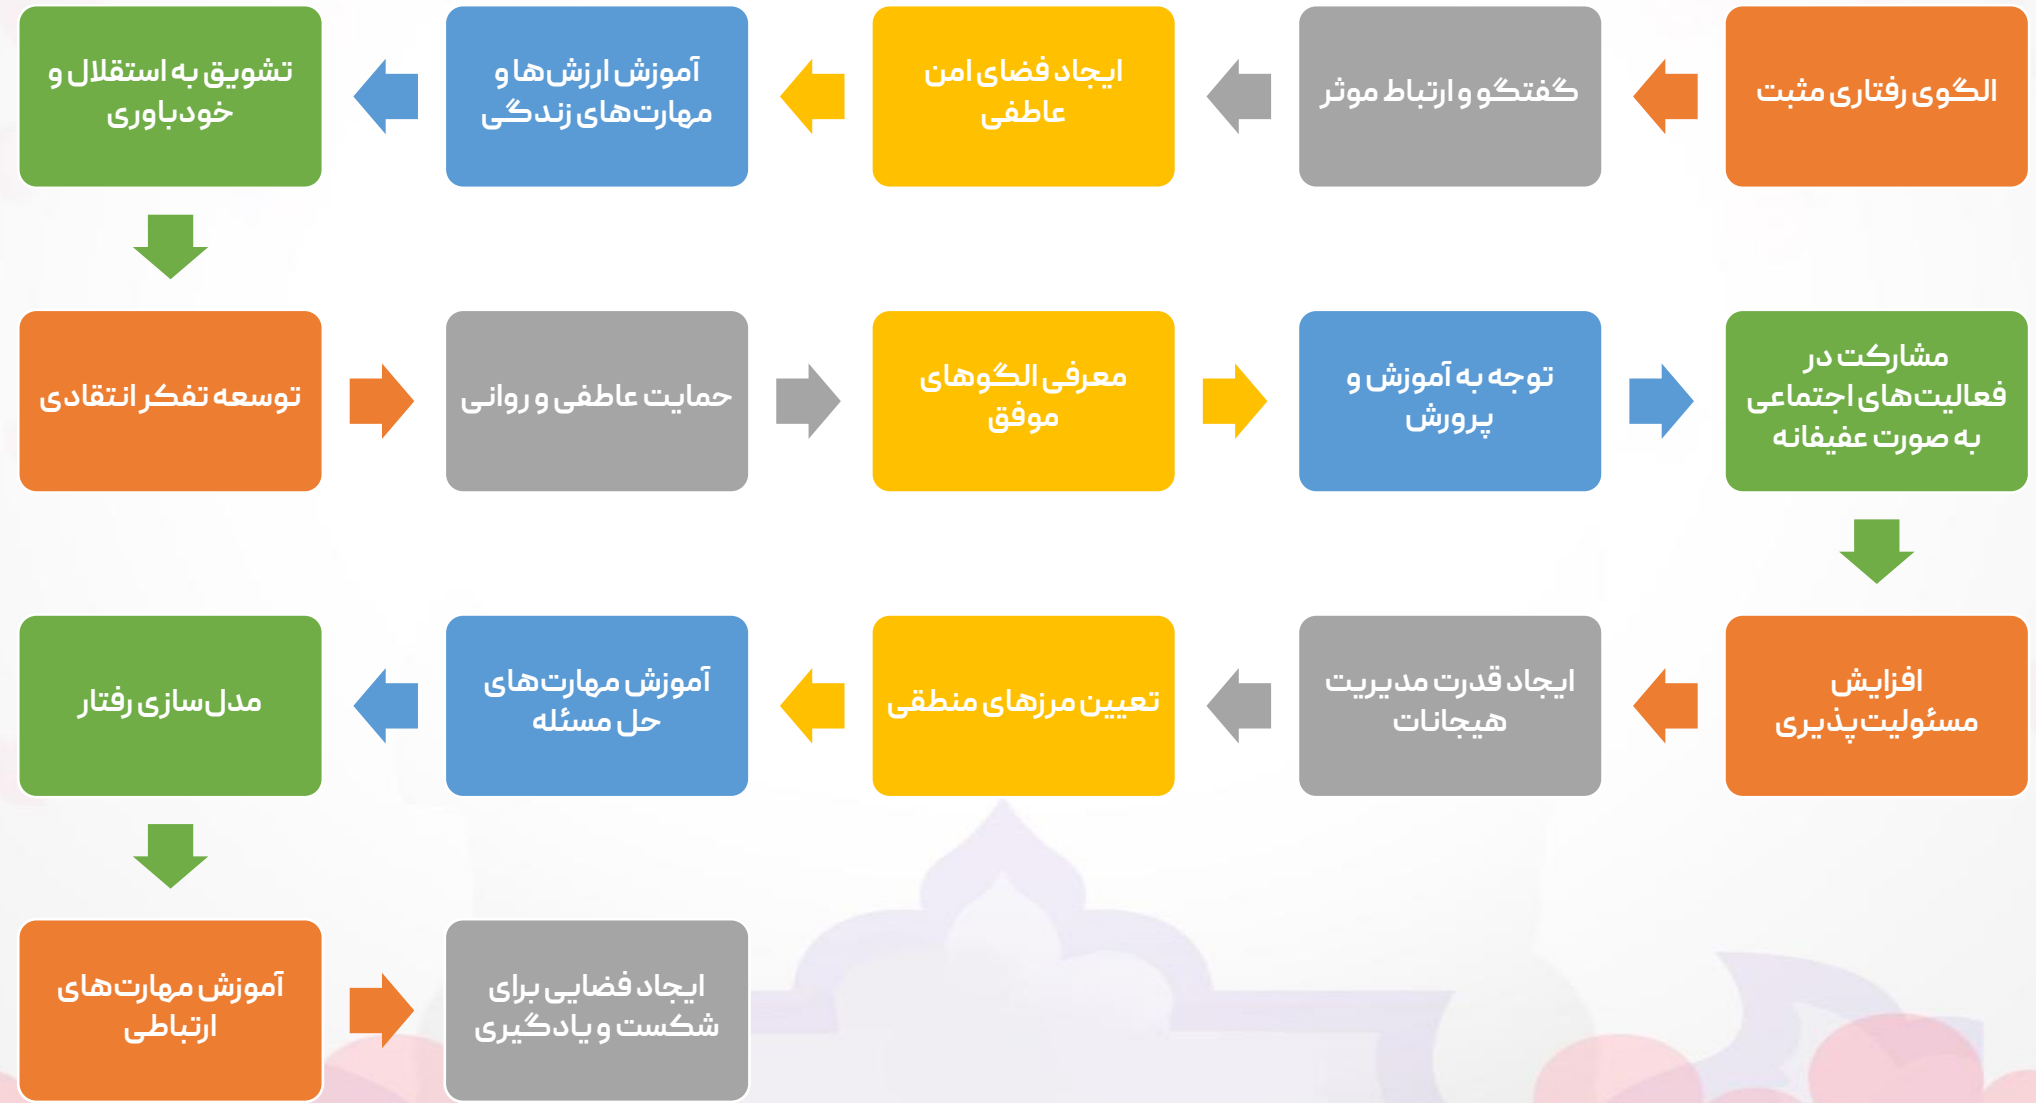 الگوی رفتاری مثبت
گفتگو و ارتباط موثر
ایجاد فضای امن
عاطفی
آموزش ارزش‌ها و
مهارت‌های زندگی
تشویق به استقلال و
خودباوری
توسعه تفکر انتقادی
حمایت عاطفی و روانی
معرفی الگوهای
موفق
توجه به آموزش و
پرورش
مشارکت در
فعالیت‌های اجتماعی
به صورت عفیفانه
افزایش
مسئولیت‌پذیری
ایجاد قدرت مدیریت
هیجانات
تعیین مرزهای منطقی
آموزش مهارت‌های
حل مسئله
مدل‌سازی رفتار
آموزش مهارت‌های
ارتباطی
ایجاد فضایی برای
شکست و یادگیری